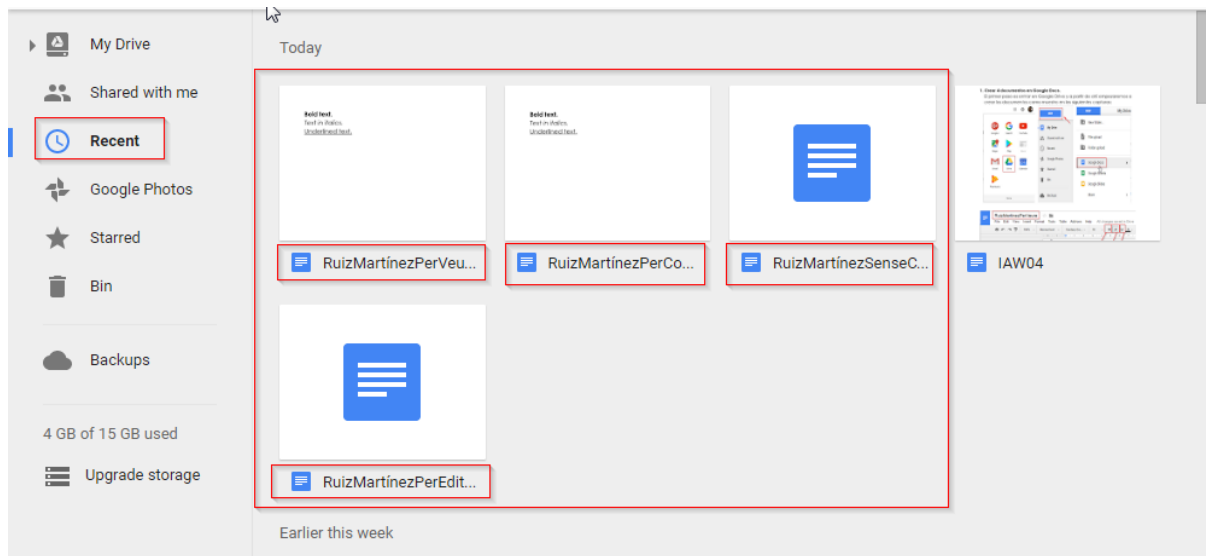 My Drive
Shared with me
Recent
Google Photos
Starred
Bin
Backups
4 GB of 15 GB used
Upgrade storage
Today
Bold text.
Text in italics.
Underlined text.
Bold text.
Text in italics.
Underlined text.
RuizMartínezPerVeu...
RuizMartínezPerCo...
RuizMartínezSenseC...
IAW04
RuizMartínezPerEdit...
Earlier this week